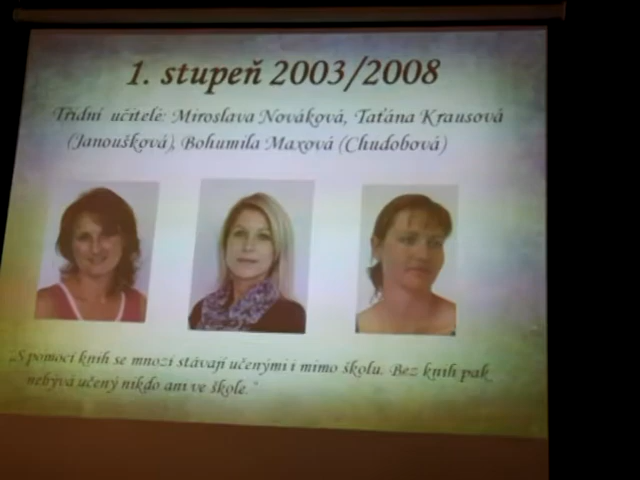 1. stupeň 2003/2008
Třídní učitelé: Miroslava Nováková, Taťána Krausová
(Janoušková), Bohumila Maxová (Chudobová)
„S pomocí knih se mnozí stávají učenými i mimo školu. Bez knih pak
nebývá učený nikdo ani ve škole."